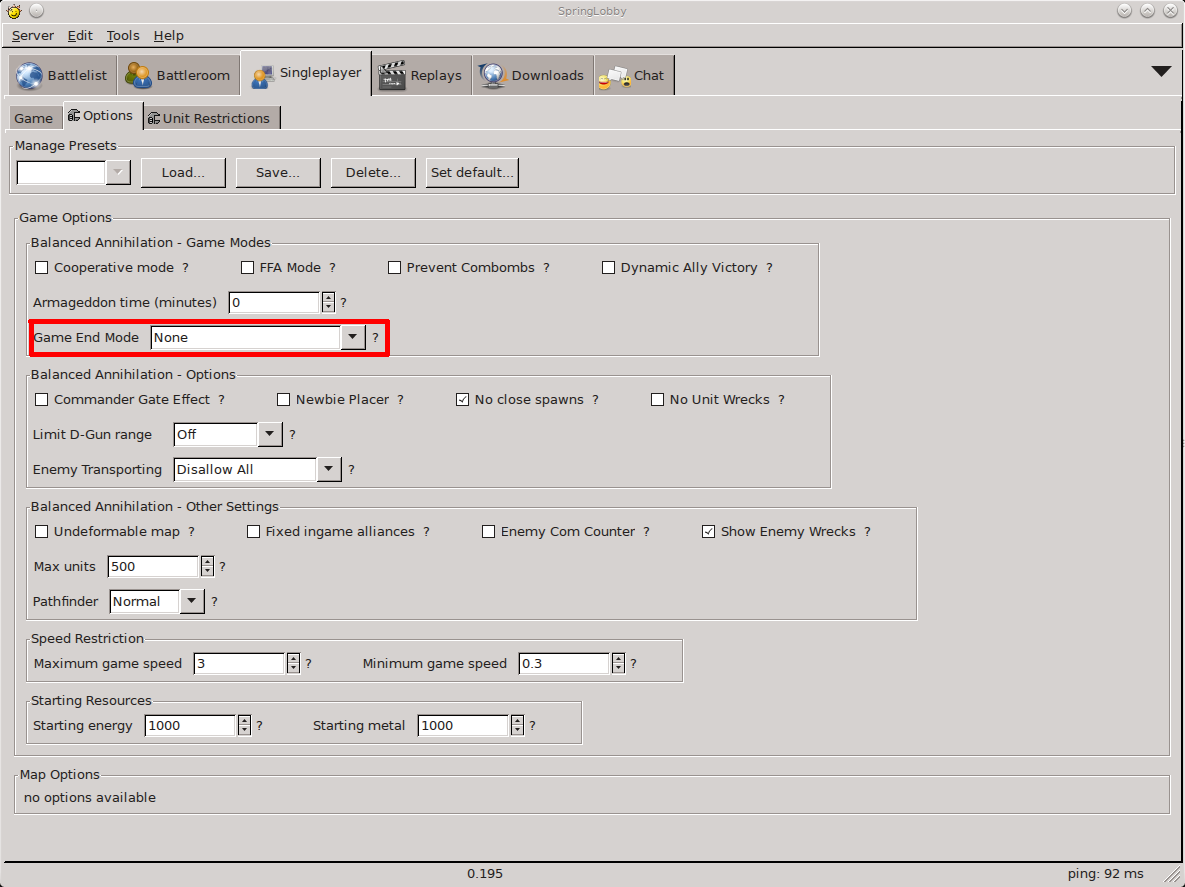 SpringLobby
Server Edit Tools Help
Battlelist Battleroom Singleplayer Replays Downloads Chat
Game Options Unit Restrictions
Manage Presets
Load... Save... Delete... Set default...
Game Options
Balanced Annihilation - Game Modes
Cooperative mode ? FFA Mode ? Prevent Combombs ? Dynamic Ally Victory ?
Armageddon time (minutes) 0 ?
Game End Mode None ?
Balanced Annihilation - Options
Commander Gate Effect ? Newbie Placer ? No close spawns ? No Unit Wrecks ?
Limit D-Gun range Off ?
Enemy Transporting Disallow All ?
Balanced Annihilation - Other Settings
Undeformable map ? Fixed ingame alliances ? Enemy Com Counter ? Show Enemy Wrecks ?
Max units 500 ?
Pathfinder Normal ?
Speed Restriction
Maximum game speed 3 ? Minimum game speed 0.3 ?
Starting Resources
Starting energy 1000 ? Starting metal 1000 ?
Map Options
no options available
0.195 ping: 92 ms